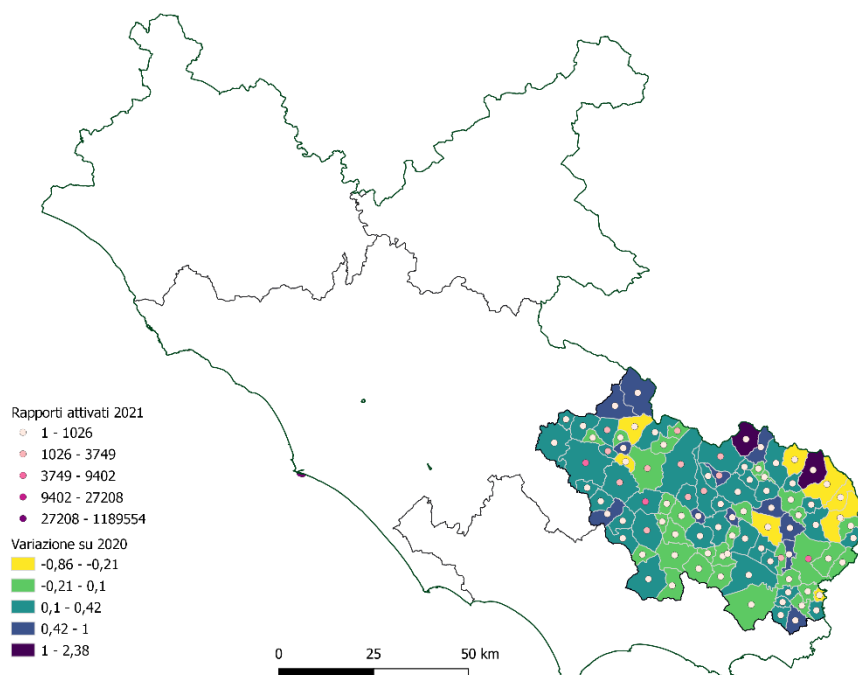 Rapporti attivati 2021
1 - 1026
1026 - 3749
3749 - 9402
9402 - 27208
27208 - 1189554
Variazione su 2020
-0,86 - -0,21
-0,21 - 0,1
0,1 - 0,42
0,42 - 1
1 - 2,38
0 25 50 km